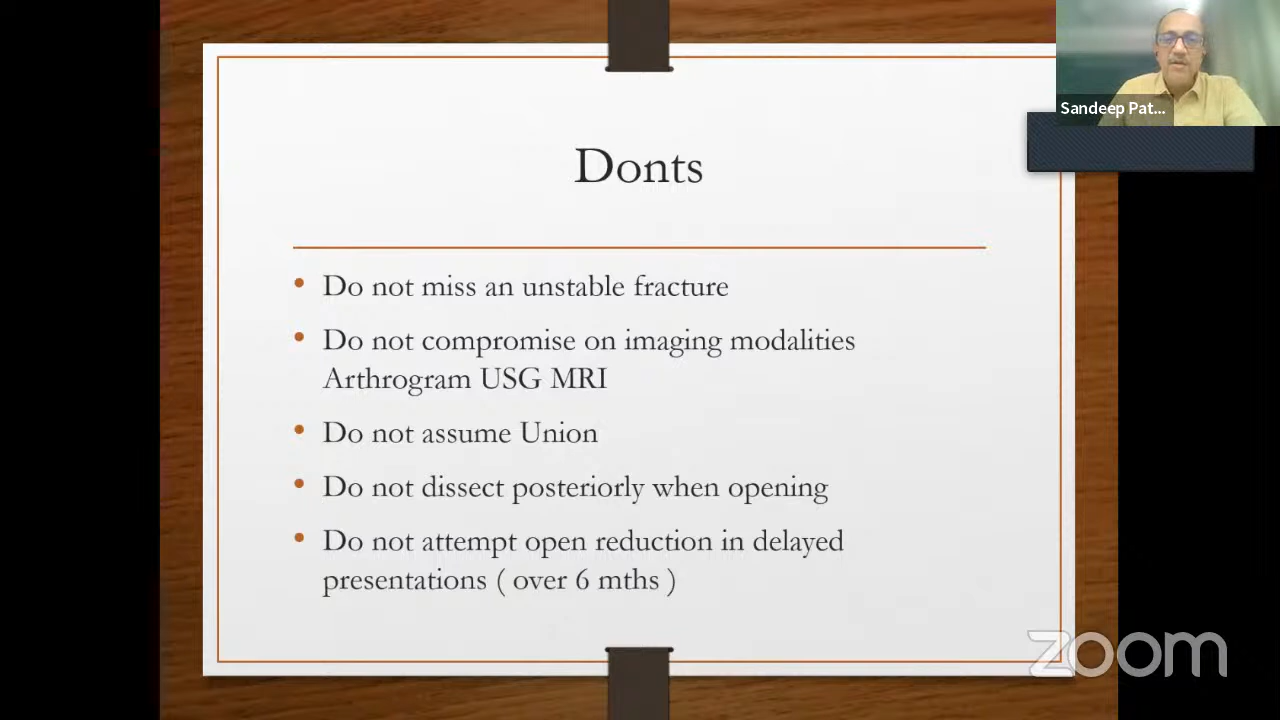 Sandeep Pat...
Donts
• Do not miss an unstable fracture
• Do not compromise on imaging modalities
Arthrogram USG MRI
• Do not assume Union
• Do not dissect posteriorly when opening
• Do not attempt open reduction in delayed
presentations ( over 6 mths )
zoom